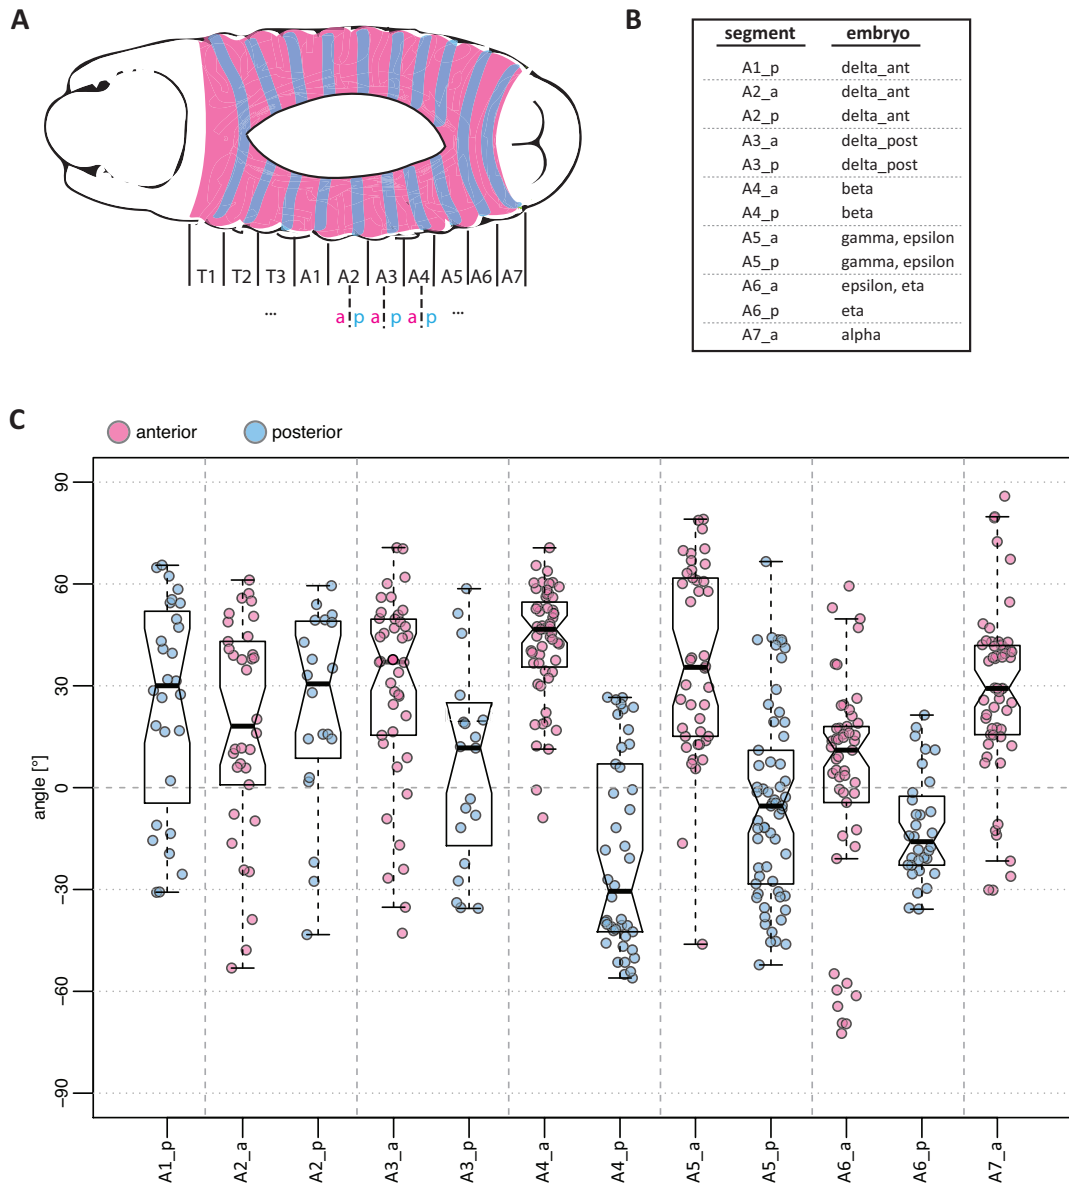 A
T1 T2 T3 A1 A2 A3 A4 A5 A6 A7
... a p a p a p ...
B
segment embryo
A1_p delta_ant
A2_a delta_ant
A2_p delta_ant
A3_a delta_post
A3_p delta_post
A4_a beta
A4_p beta
A5_a gamma, epsilon
A5_p gamma, epsilon
A6_a epsilon, eta
A6_p eta
A7_a alpha
C
anterior posterior
angle [°]
90
60
30
0
−30
−60
−90
A1_p A2_a A2_p A3_a A3_p A4_a A4_p A5_a A5_p A6_a A6_p A7_a